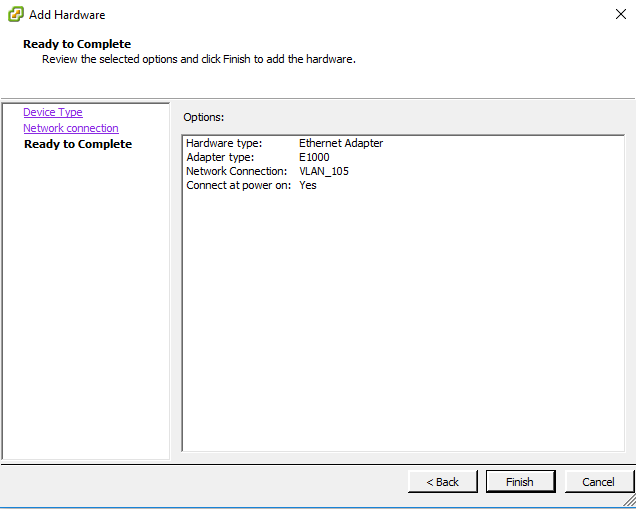 Add Hardware
Ready to Complete
Review the selected options and click Finish to add the hardware.
Device Type
Network connection
Ready to Complete
Options:
Hardware type: Ethernet Adapter
Adapter type: E1000
Network Connection: VLAN_105
Connect at power on: Yes
< Back Finish Cancel